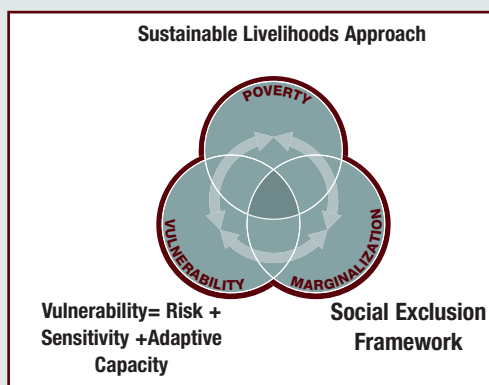 Sustainable Livelihoods Approach
POVERTY
VULNERABILITY
MARGINALIZATION
Vulnerability= Risk +
Sensitivity +Adaptive
Capacity
Social Exclusion
Framework